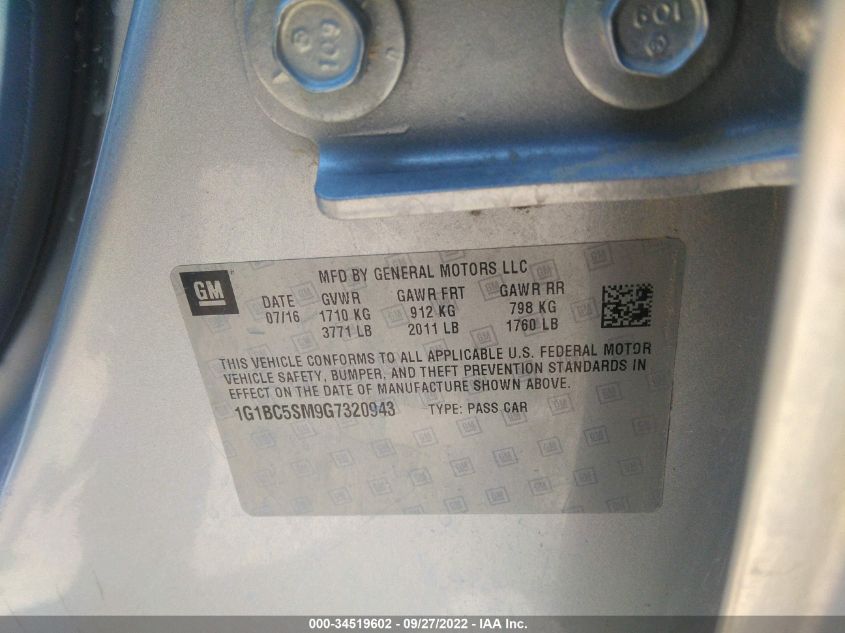 109
8
109
GM
MFD BY GENERAL MOTORS LLC
DATE GVWR GAWR FRT GAWR RR
07/16 1710 KG 912 KG 798 KG
3771 LB 2011 LB 1760 LB
THIS VEHICLE CONFORMS TO ALL APPLICABLE U.S. FEDERAL MOTOR
VEHICLE SAFETY, BUMPER, AND THEFT PREVENTION STANDARDS IN
EFFECT ON THE DATE OF MANUFACTURE SHOWN ABOVE.
1G1BC5SM9G7320943 TYPE: PASS CAR
000-34519602 - 09/27/2022 - IAA Inc.